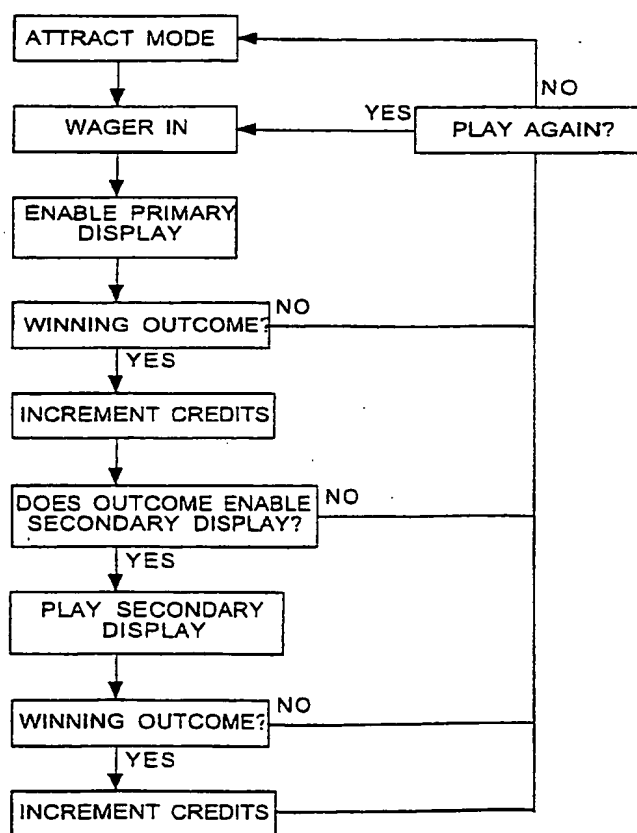 ATTRACT MODE
NO
YES
WAGER IN
PLAY AGAIN?
ENABLE PRIMARY
DISPLAY
NO
WINNING OUTCOME?
YES
INCREMENT CREDITS
DOES OUTCOME ENABLE
SECONDARY DISPLAY?
NO
YES
PLAY SECONDARY
DISPLAY
NO
WINNING OUTCOME?
YES
INCREMENT CREDITS